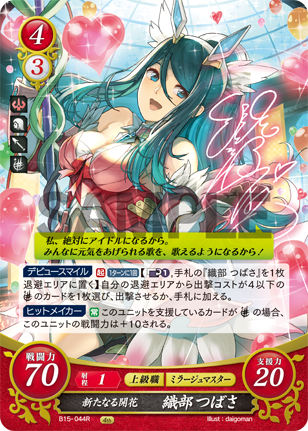 4
3
SAMPLE
私、絶対にアイドルになるから。
みんなに元気をあげられる歌を、歌えるようになるから！
デビュースマイル 起 【1ターンに1回】【1、手札の『織部 つばさ』を1枚
退避エリアに置く】自分の退避エリアから出撃コストが4以下の
のカードを1枚選び、出撃させるか、手札に加える。
ヒットメイカー 常 このユニットを支援しているカードが の場合、
このユニットの戦闘力は+10される。
戦闘力
70
射程 1 上級職 ミラージュマスター
支援力
20
新たなる開花 織部つばさ
B15-044R 4th Illust：daigoman